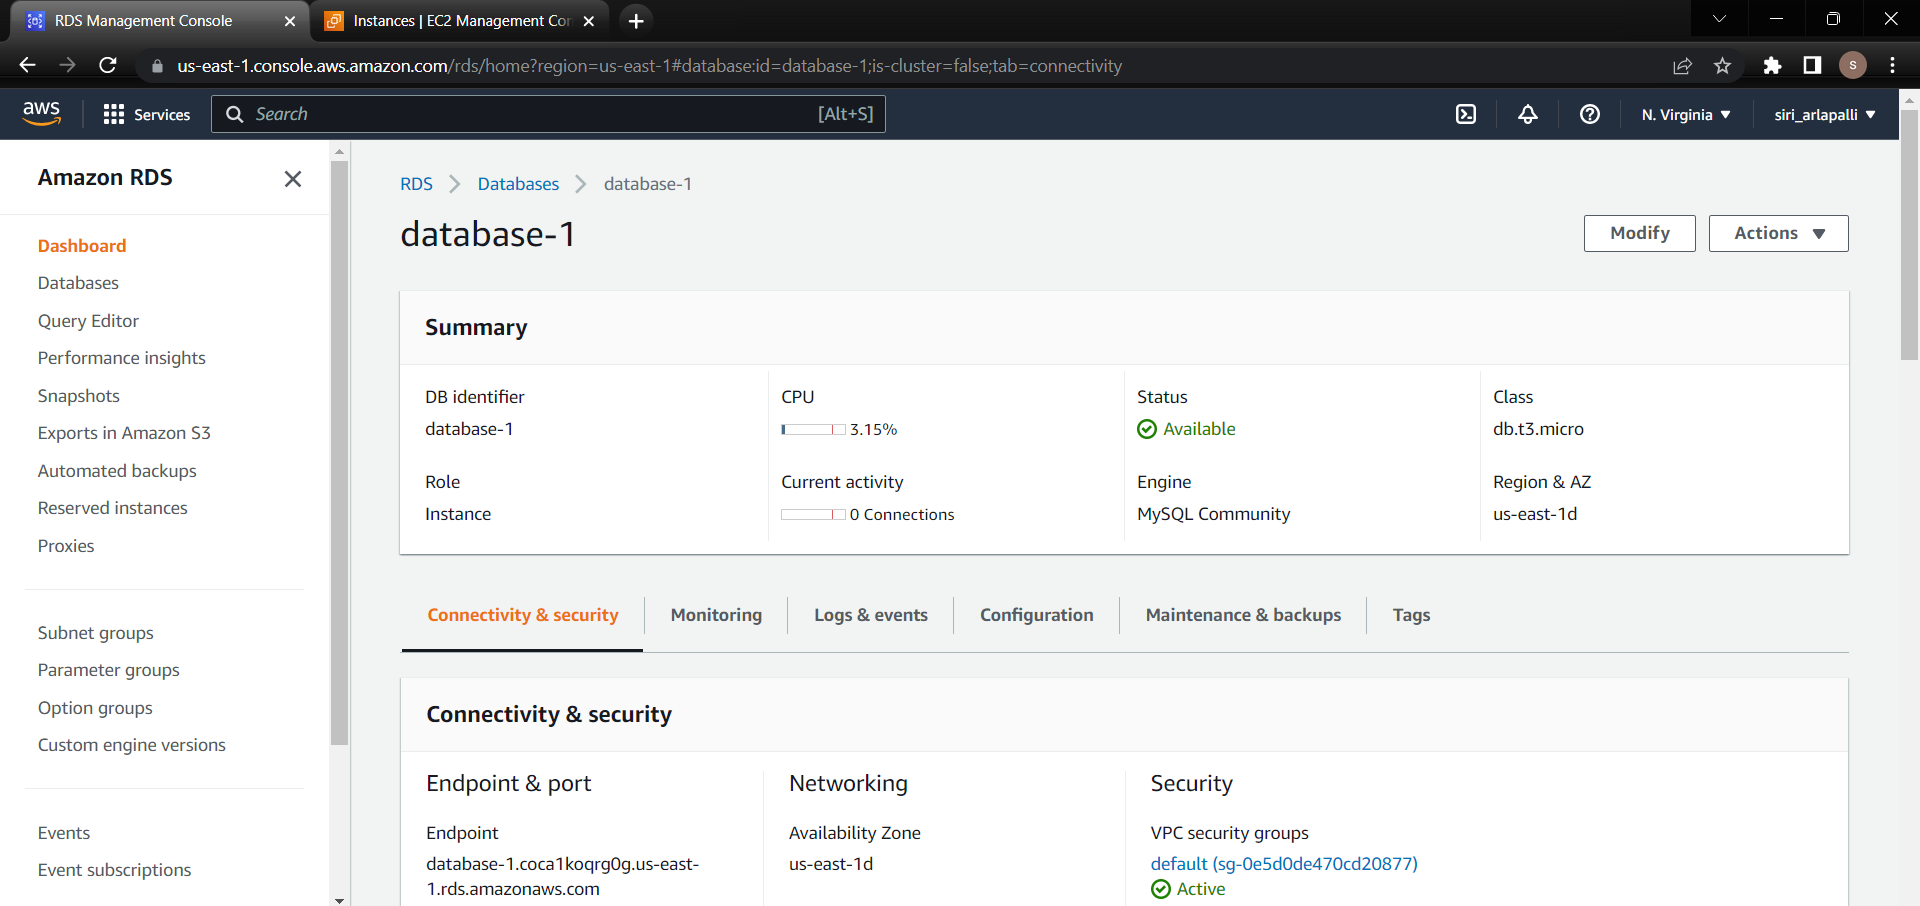 RDS Management Console
Instances | EC2 Management Con
us-east-1.console.aws.amazon.com/rds/home?region=us-east-1#database:id=database-1;is-cluster=false;tab=connectivity
S
aws
Services
Search
[Alt+S]
N. Virginia
siri_arlapalli
Amazon RDS
Dashboard
Databases
Query Editor
Performance insights
Snapshots
Exports in Amazon S3
Automated backups
Reserved instances
Proxies
Subnet groups
Parameter groups
Option groups
Custom engine versions
Events
Event subscriptions
RDS
Databases
database-1
database-1
Modify
Actions
Summary
DB identifier
database-1
CPU
3.15%
Status
Available
Class
db.t3.micro
Role
Instance
Current activity
0 Connections
Engine
MySQL Community
Region & AZ
us-east-1d
Connectivity & security
Monitoring
Logs & events
Configuration
Maintenance & backups
Tags
Connectivity & security
Endpoint & port
Endpoint
database-1.coca1koqrg0g.us-east-
1.rds.amazonaws.com
Networking
Availability Zone
us-east-1d
Security
VPC security groups
default (sg-0e5d0de470cd20877)
Active